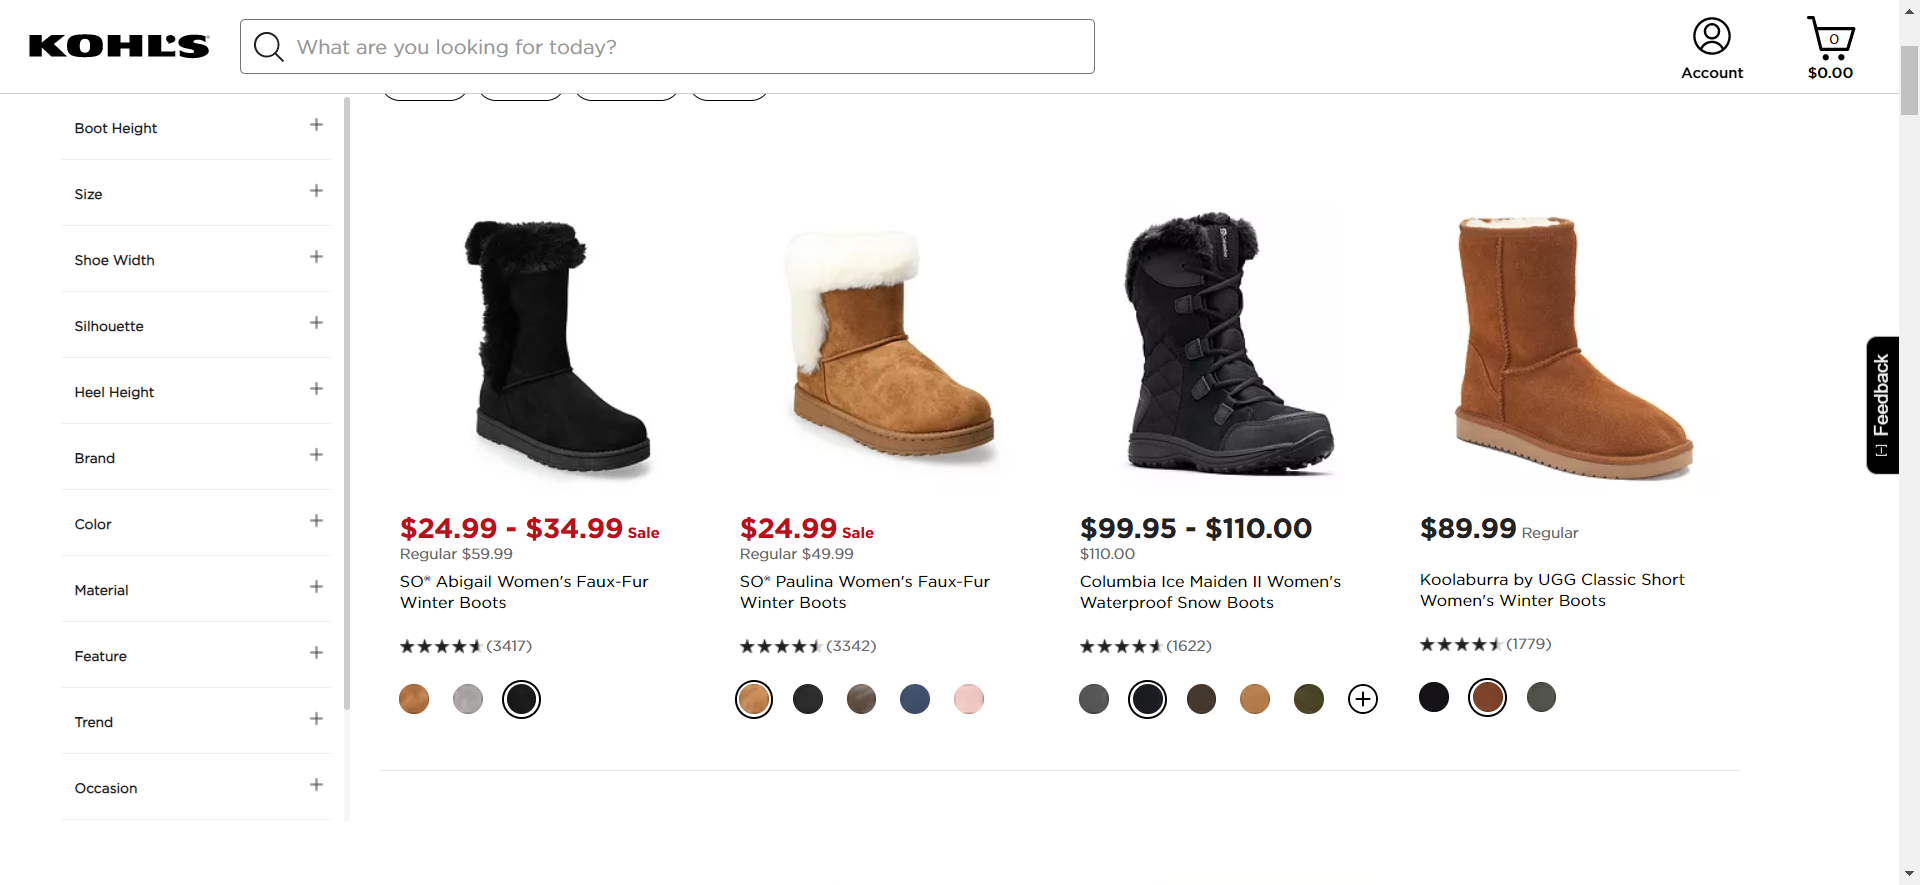 KOHL'S
What are you looking for today?
Account
0
$0.00
Boot Height
Size
Shoe Width
Silhouette
Heel Height
Brand
Color
Material
Feature
Trend
Occasion
$24.99 - $34.99 Sale
Regular $59.99
SO® Abigail Women's Faux-Fur
Winter Boots
(3417)
$24.99 Sale
Regular $49.99
SO® Paulina Women's Faux-Fur
Winter Boots
(3342)
Columbia
$99.95 - $110.00
$110.00
Columbia Ice Maiden II Women's
Waterproof Snow Boots
(1622)
$89.99 Regular
Koolaburra by UGG Classic Short
Women's Winter Boots
(1779)
[-] Feedback